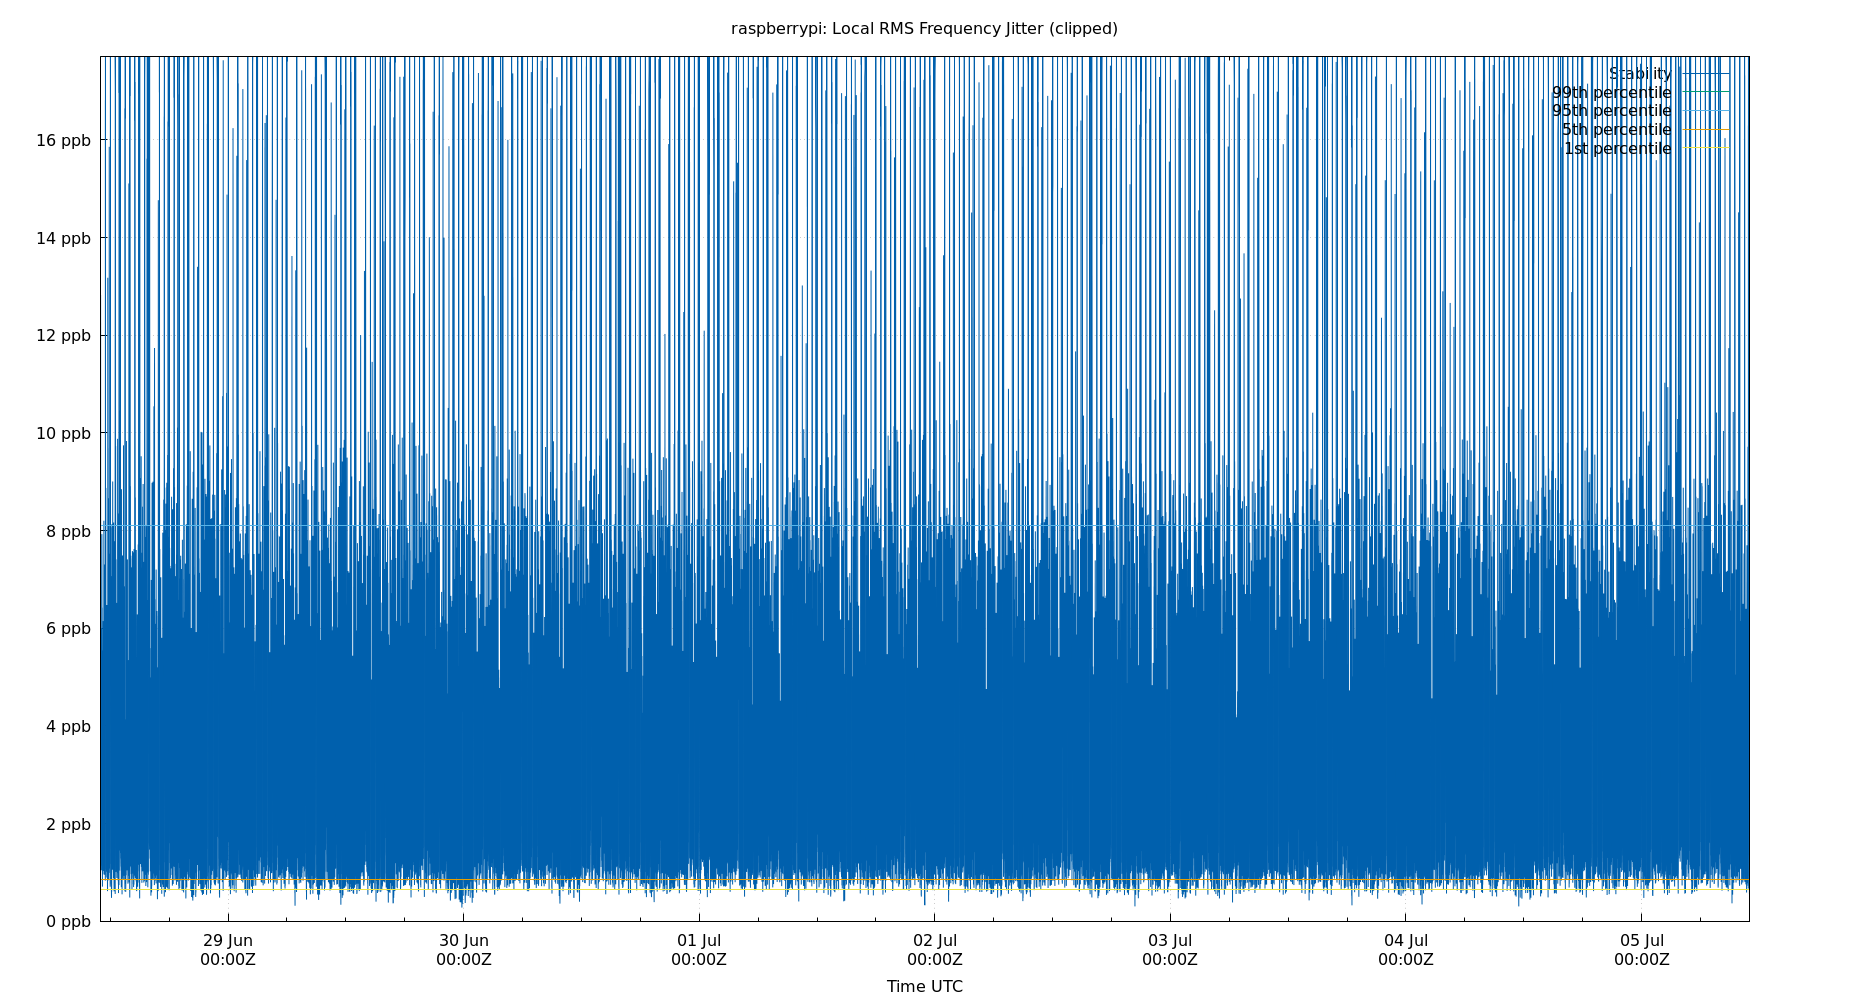 raspberrypi: Local RMS Frequency Jitter (clipped)
Stability
99th percentile
95th percentile
5th percentile
1st percentile
16 ppb
14 ppb
12 ppb
10 ppb
8 ppb
6 ppb
4 ppb
2 ppb
0 ppb
29 Jun 30 Jun 01 Jul 02 Jul 03 Jul 04 Jul 05 Jul
00:00Z 00:00Z 00:00Z 00:00Z 00:00Z 00:00Z 00:00Z
Time UTC